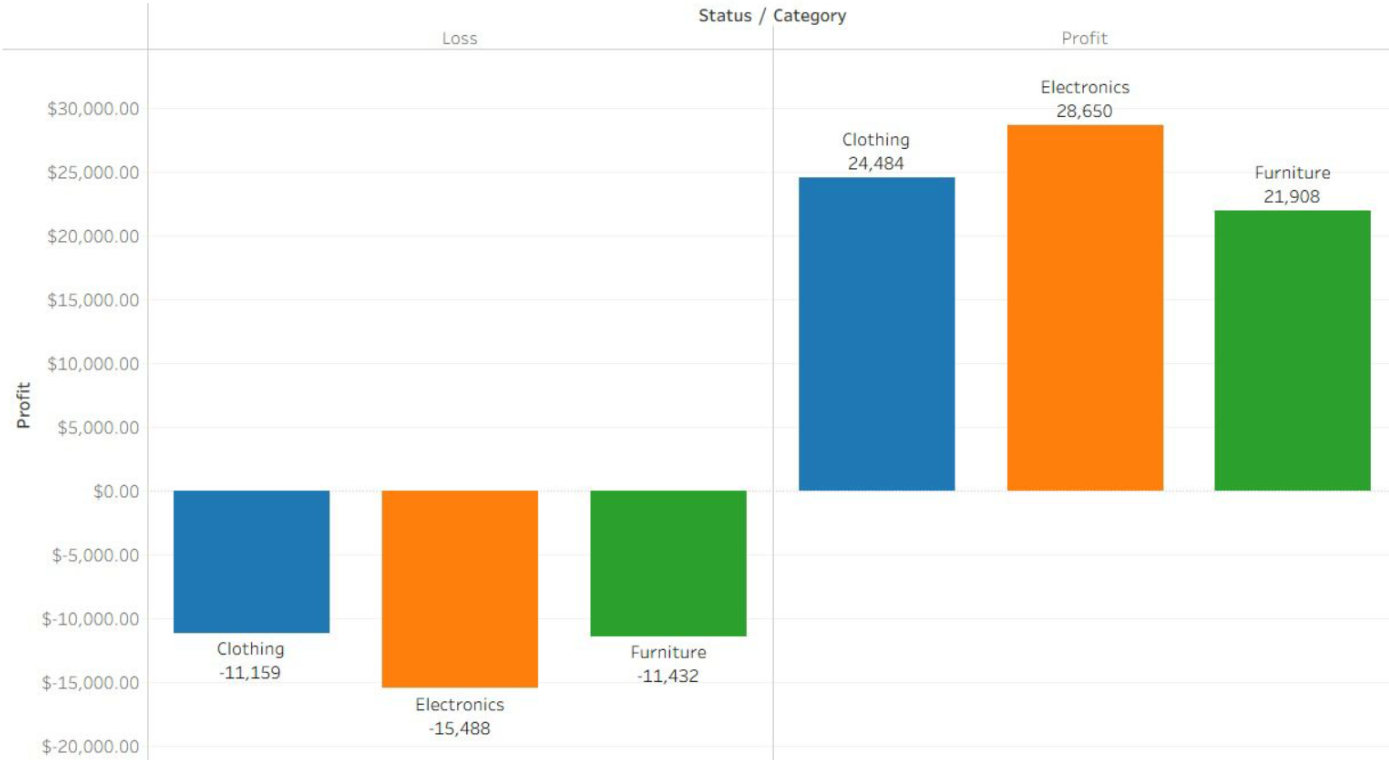 Status / Category
Loss
Profit
Profit
$30,000.00
$25,000.00
$20,000.00
$15,000.00
$10,000.00
$5,000.00
$0.00
$-5,000.00
$-10,000.00
$-15,000.00
$-20,000.00
Clothing
-11,159
Electronics
-15,488
Furniture
-11,432
Clothing
24,484
Electronics
28,650
Furniture
21,908